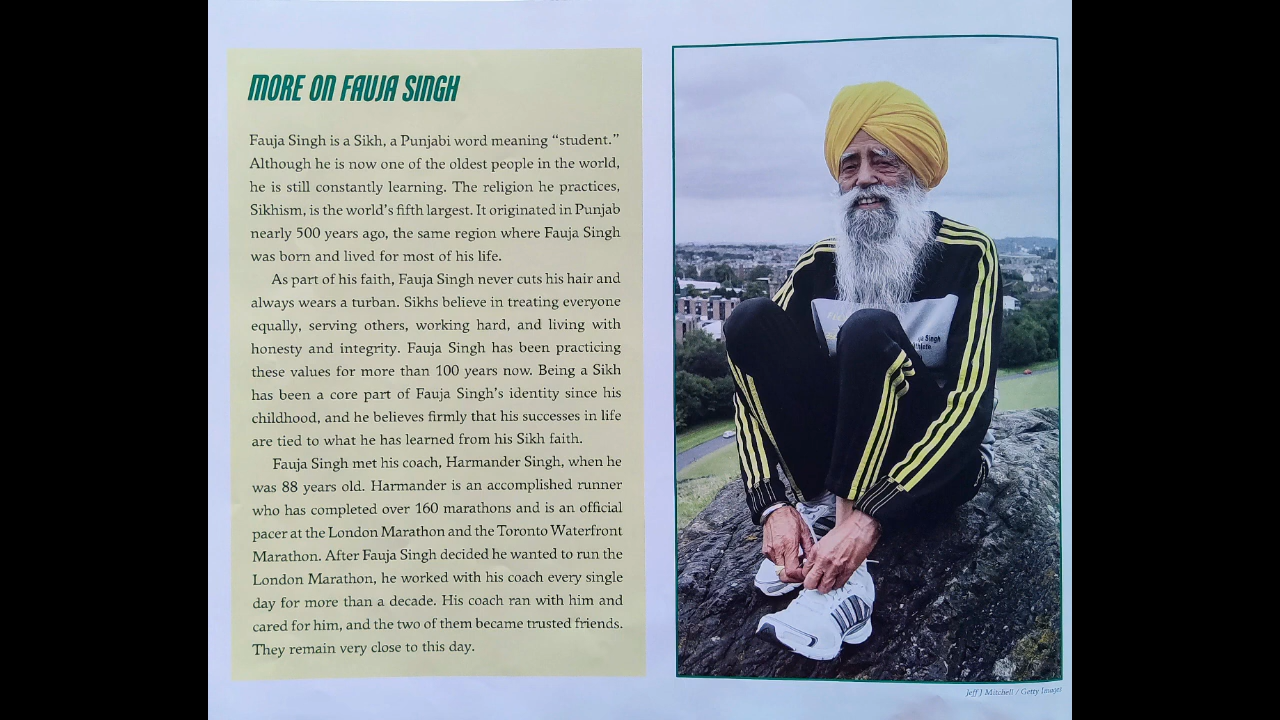 MORE ON FAUJA SINGH
Fauja Singh is a Sikh, a Punjabi word meaning “student.”
Although he is now one of the oldest people in the world,
he is still constantly learning. The religion he practices,
Sikhism, is the world’s fifth largest. It originated in Punjab
nearly 500 years ago, the same region where Fauja Singh
was born and lived for most of his life.
As part of his faith, Fauja Singh never cuts his hair and
always wears a turban. Sikhs believe in treating everyone
equally, serving others, working hard, and living with
honesty and integrity. Fauja Singh has been practicing
these values for more than 100 years now. Being a Sikh
has been a core part of Fauja Singh’s identity since his
childhood, and he believes firmly that his successes in life
are tied to what he has learned from his Sikh faith.
Fauja Singh met his coach, Harmander Singh, when he
was 88 years old. Harmander is an accomplished runner
who has completed over 160 marathons and is an official
pacer at the London Marathon and the Toronto Waterfront
Marathon. After Fauja Singh decided he wanted to run the
London Marathon, he worked with his coach every single
day for more than a decade. His coach ran with him and
cared for him, and the two of them became trusted friends.
They remain very close to this day.
Singh
Jeff J Mitchell / Getty Images